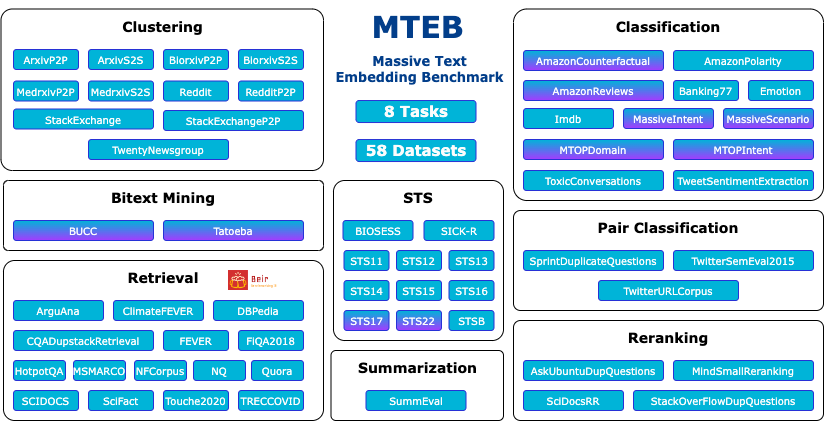 Clustering
ArxivP2P ArxivS2S BiorxivP2P BiorxivS2S
MedrxivP2P MedrxivS2S Reddit RedditP2P
StackExchange StackExchangeP2P
TwentyNewsgroup
MTEB
Massive Text
Embedding Benchmark
8 Tasks
58 Datasets
Classification
AmazonCounterfactual AmazonPolarity
AmazonReviews Banking77 Emotion
Imdb MassiveIntent MassiveScenario
MTOPDomain MTOPIntent
ToxicConversations TweetSentimentExtraction
Bitext Mining
BUCC Tatoeba
STS
BIOSESS SICK-R
STS11 STS12 STS13
STS14 STS15 STS16
STS17 STS22 STSB
Pair Classification
SprintDuplicateQuestions TwitterSemEval2015
TwitterURLCorpus
Retrieval
Beir
ArguAna ClimateFEVER DBPedia
CQADupstackRetrieval FEVER FiQA2018
HotpotQA MSMARCO NFCorpus NQ Quora
SCIDOCS SciFact Touche2020 TRECCOVID
Summarization
SummEval
Reranking
AskUbuntuDupQuestions MindSmallReranking
SciDocsRR StackOverFlowDupQuestions